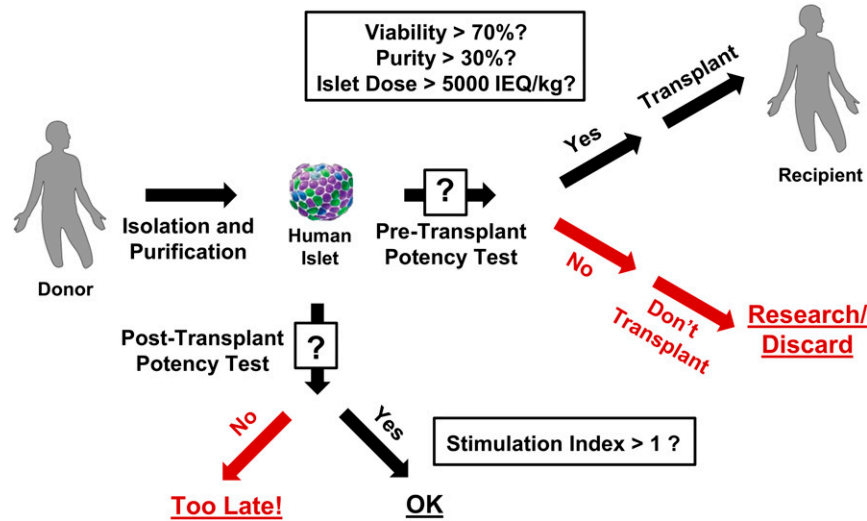 Viability > 70%?
Purity > 30%?
Islet Dose > 5000 IEQ/kg?
Transplant
Yes
Recipient
?
Isolation and
Purification
Human
Islet
Pre-Transplant
Potency Test
Donor
No
Don't
Transplant
Research/
Discard
Post-Transplant
Potency Test
?
No
Yes
Stimulation Index > 1 ?
Too Late!
OK